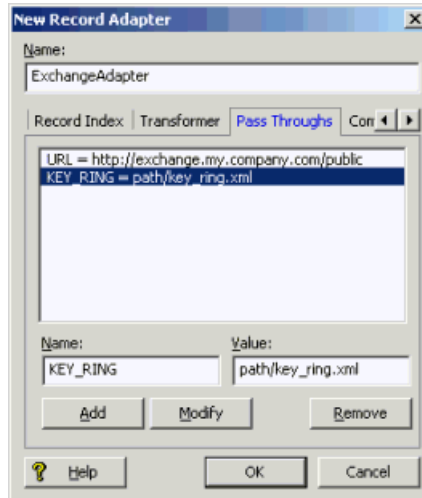 New Record Adapter
Name:
ExchangeAdapter
Record Index Transformer Pass Throughs Con
URL = http://exchange.my.company.com/public
KEY_RING = path/key_ring.xml
Name: Value:
KEY_RING path/key_ring.xml
Add Modify Remove
? Help OK Cancel